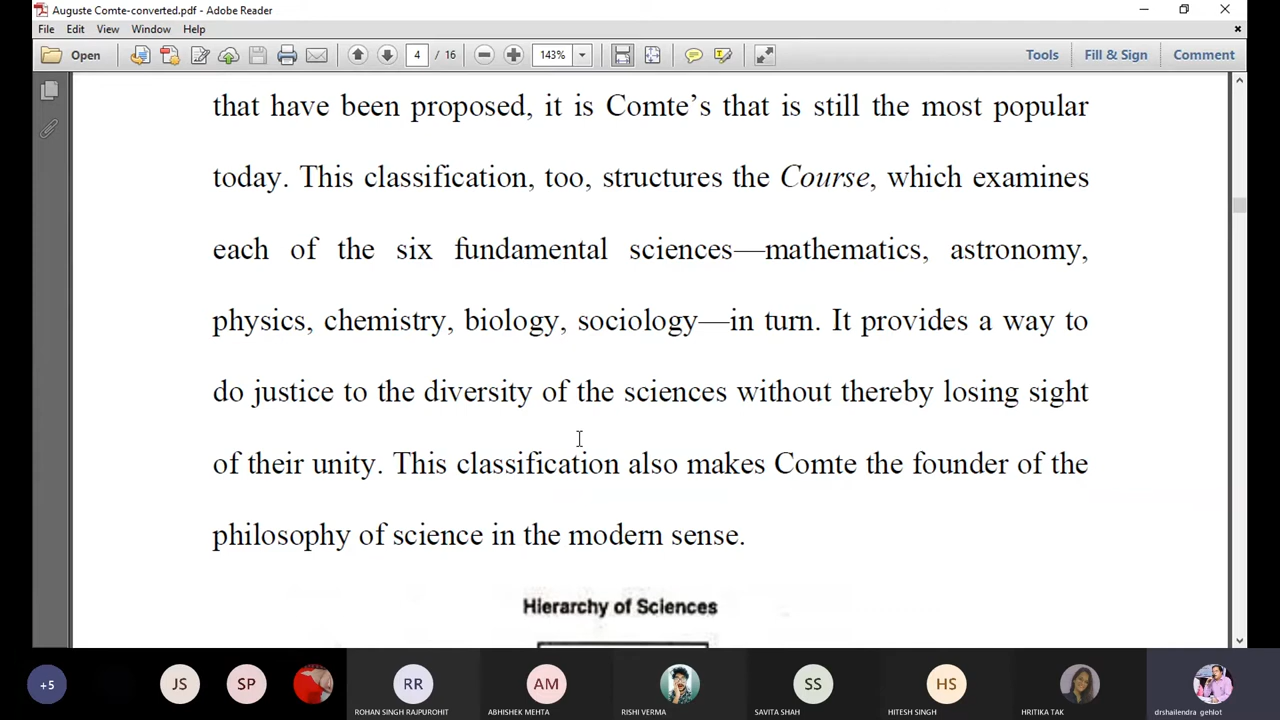 Auguste Comte-converted.pdf - Adobe Reader
File Edit View Window Help
Open 4 / 16 143% Tools Fill & Sign Comment
that have been proposed, it is Comte’s that is still the most popular
today. This classification, too, structures the Course, which examines
each of the six fundamental sciences—mathematics, astronomy,
physics, chemistry, biology, sociology—in turn. It provides a way to
do justice to the diversity of the sciences without thereby losing sight
of their unity. This classification also makes Comte the founder of the
philosophy of science in the modern sense.
Hierarchy of Sciences
+5 JS SP RR AM SS HS
ROHAN SINGH RAJPUROHIT ABHISHEK MEHTA RISHI VERMA SAVITA SHAH HITESH SINGH HRITIKA TAK drshailendra gehlot